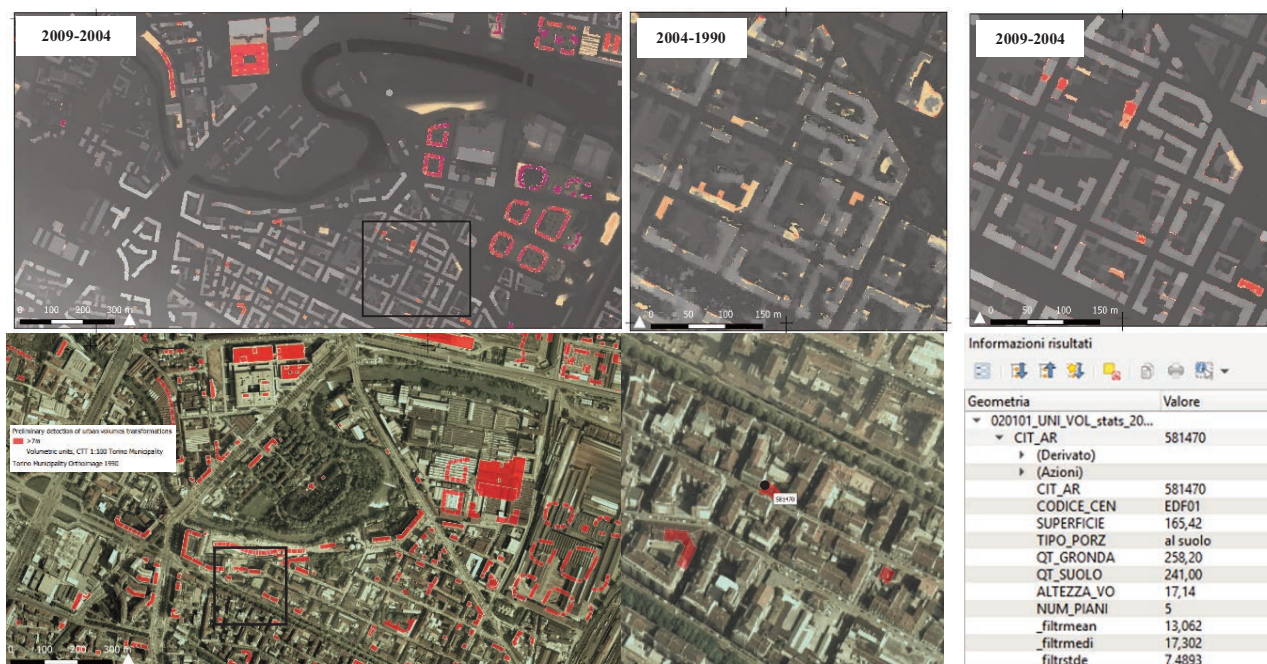 2009-2004
0 100 200 300 m
2004-1990
0 50 100 150 m
2009-2004
0 50 100 150 m
Preliminary detection of urban volumes transformations
>7m
Volumetric units, CTT 1:100 Torino Municipality
Torino Municipality Orthoimage 1990
0 100 200 300 m
581470
Informazioni risultati
Geometria Valore
020101_UNI_VOL_stats_20...
CIT_AR 581470
(Derivato)
(Azioni)
CIT_AR 581470
CODICE_CEN EDF01
SUPERFICIE 165,42
TIPO_PORZ al suolo
QT_GRONDA 258,20
QT_SUOLO 241,00
ALTEZZA_VO 17,14
NUM_PIANI 5
_filtrmean 13,062
_filtrmedi 17,302
_filtrstde 7,4893